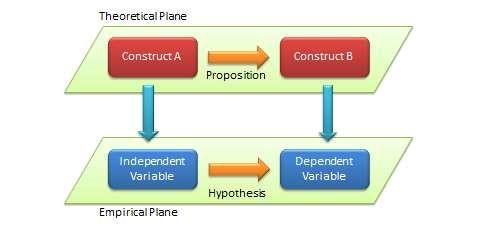 Theoretical Plane
Construct A
Construct B
Proposition
Independent
Variable
Dependent
Variable
Hypothesis
Empirical Plane